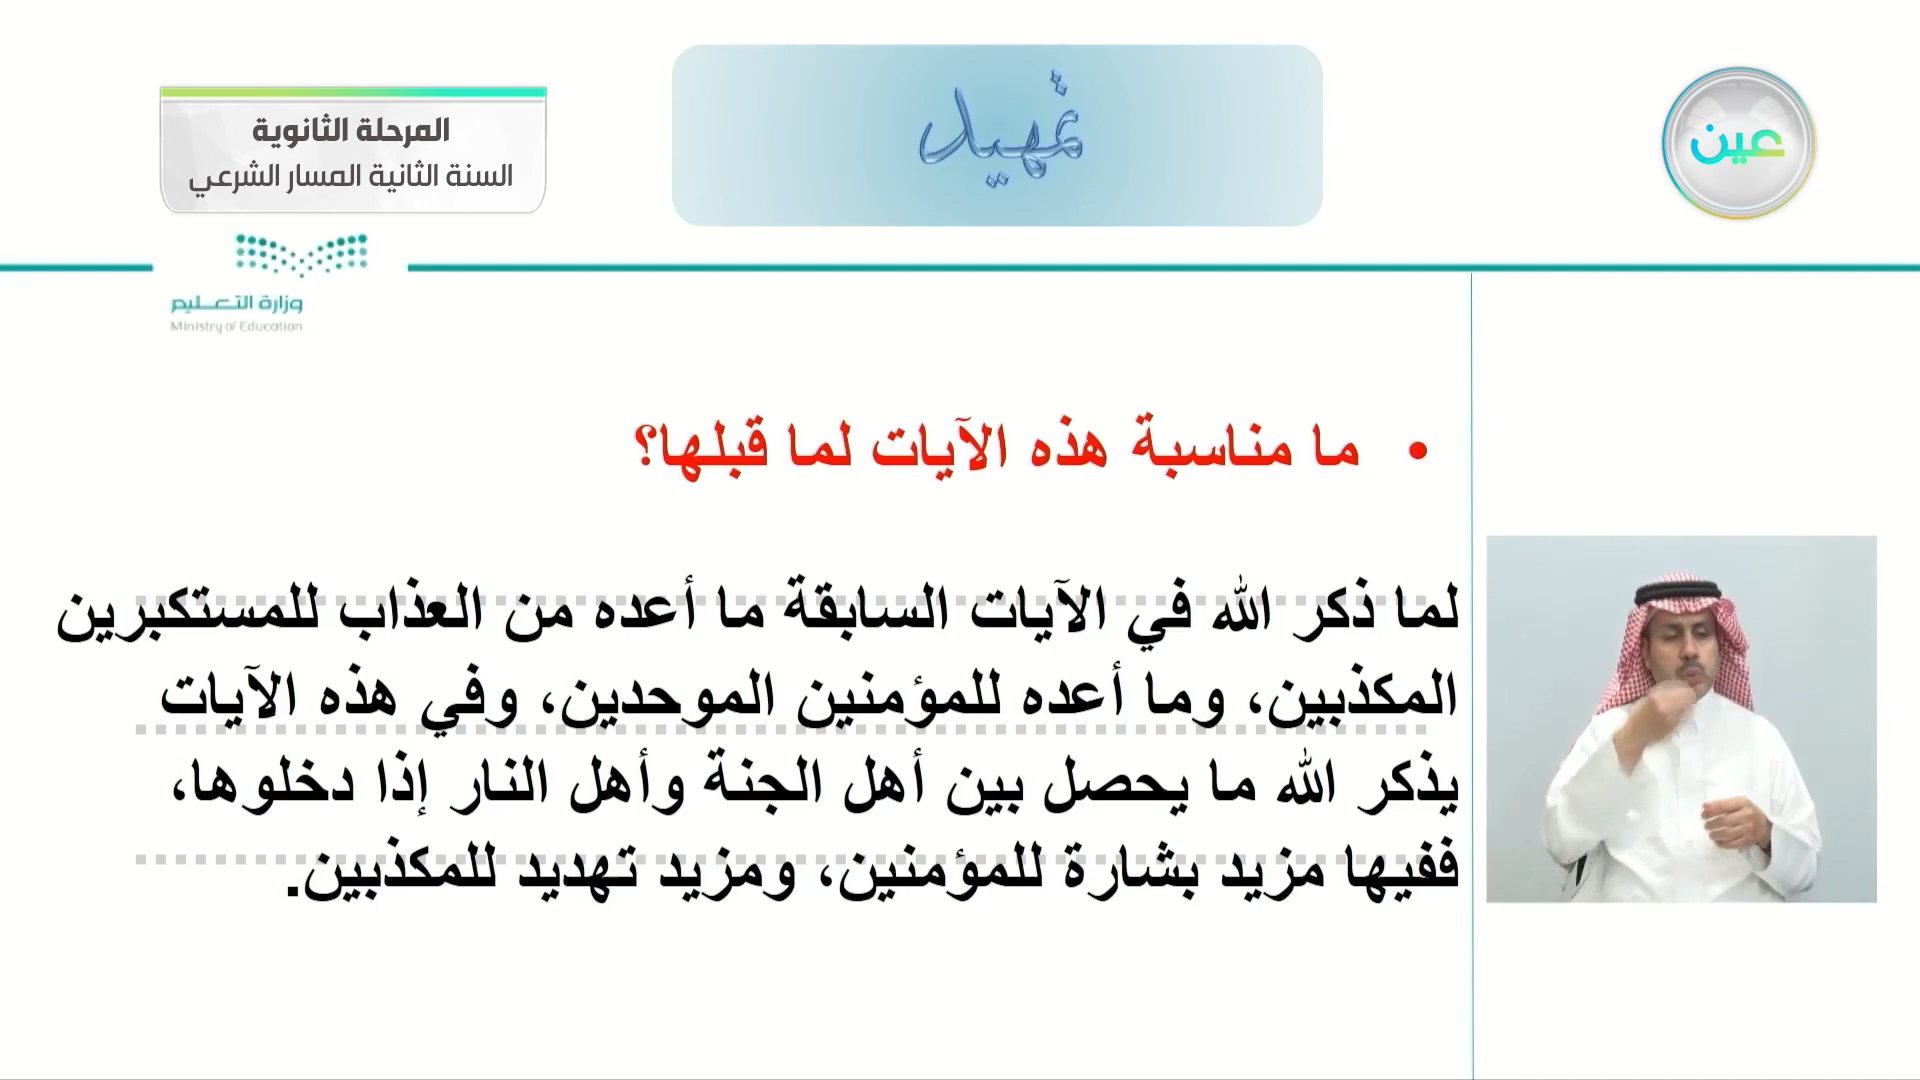 عين
تمهيد
المرحلة الثانوية
السنة الثانية المسار الشرعي
وزارة التعليم
Ministry of Education
• ما مناسبة هذه الآيات لما قبلها؟
لما ذكر الله في الآيات السابقة ما أعده من العذاب للمستكبرين
المكذبين، وما أعده للمؤمنين الموحدين، وفي هذه الآيات
يذكر الله ما يحصل بين أهل الجنة وأهل النار إذا دخلوها،
ففيها مزيد بشارة للمؤمنين، ومزيد تهديد للمكذبين.